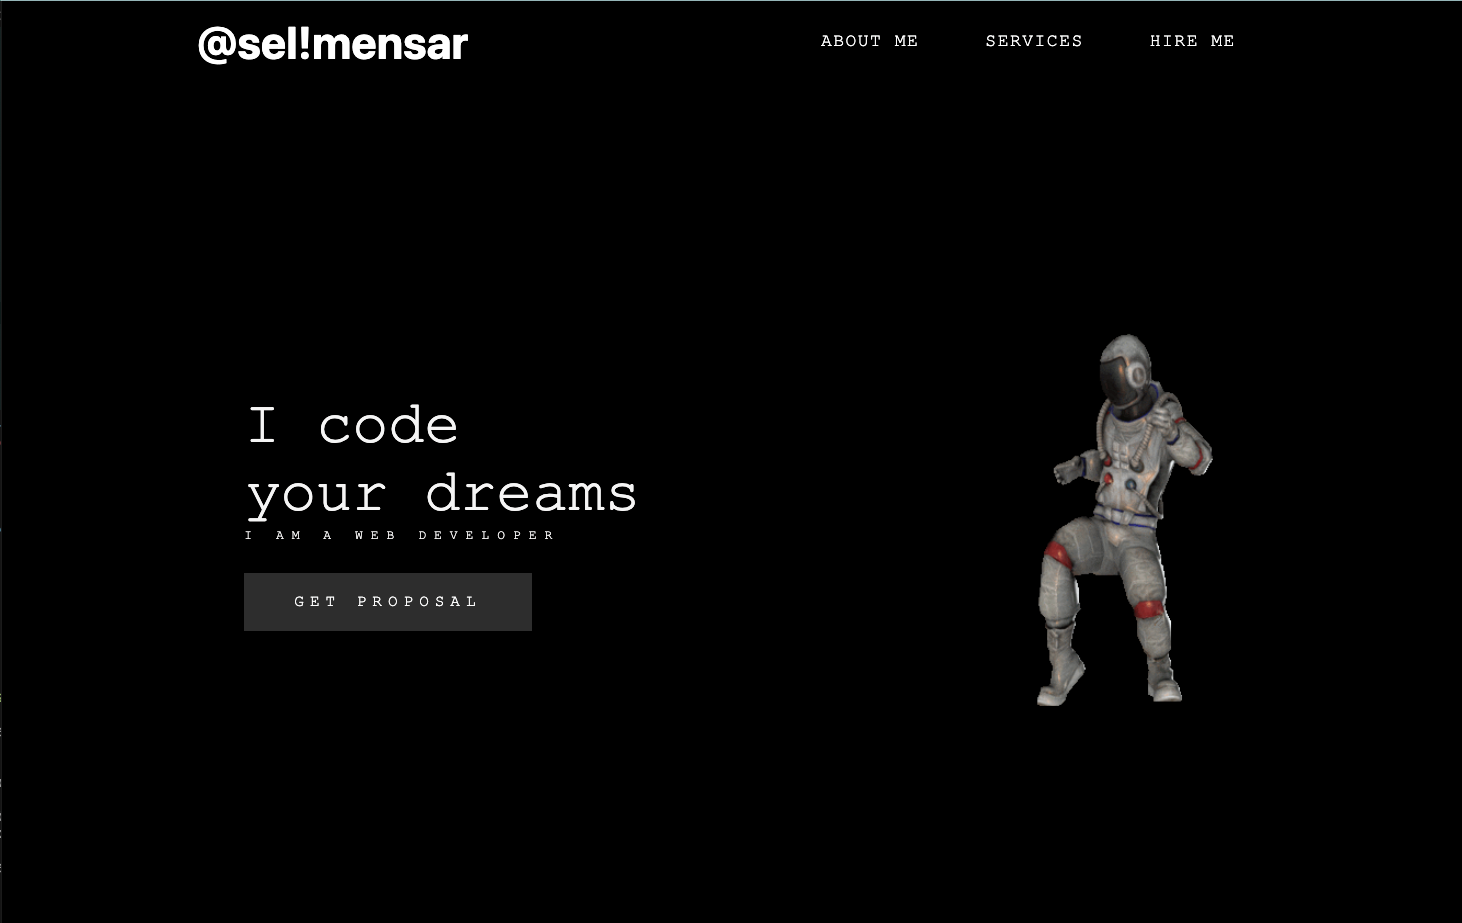 @sel!mensar
ABOUT ME SERVICES HIRE ME
I code
your dreams
I AM A WEB DEVELOPER
GET PROPOSAL